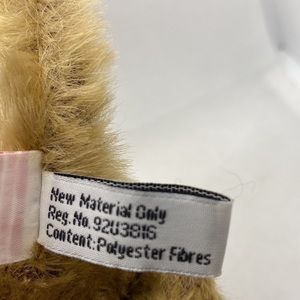 New Material Only
Reg.No.92U3816
Content:Polyester Fibres